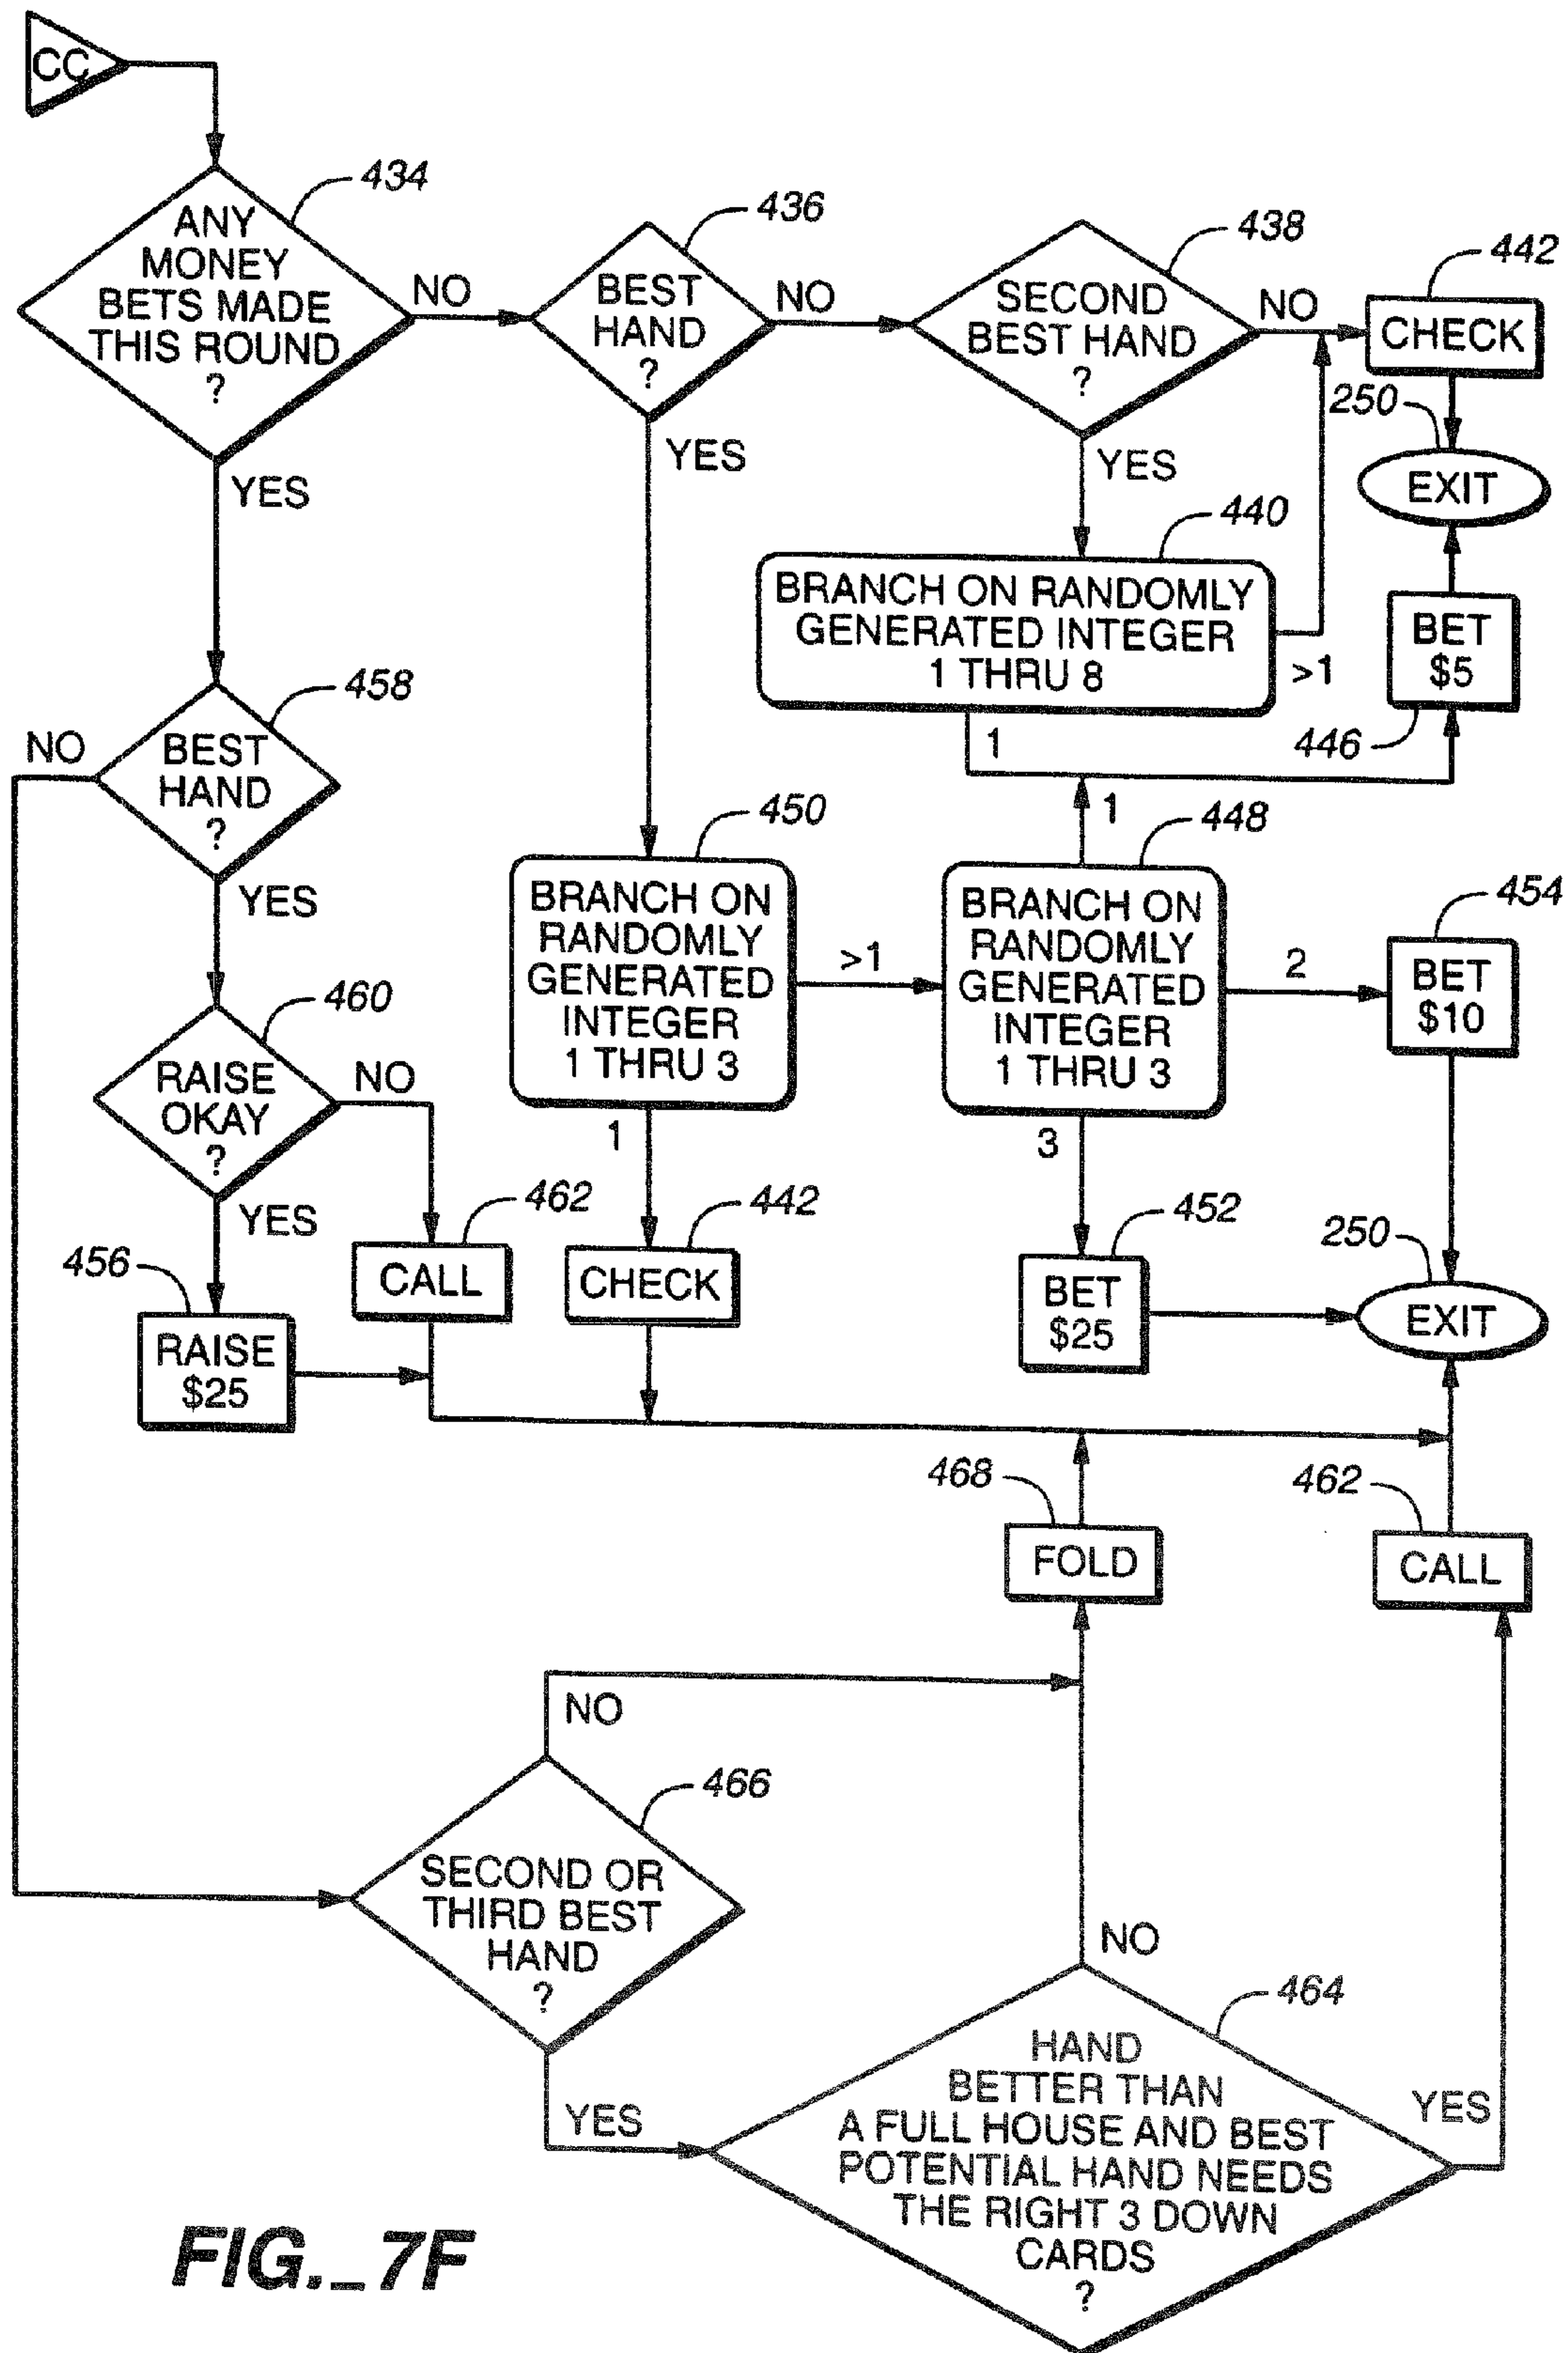 CC
434
ANY
MONEY
BETS MADE
THIS ROUND
?
NO
YES
436
BEST
HAND
?
NO
YES
438
SECOND
BEST HAND
?
NO
YES
442
CHECK
250
EXIT
440
BRANCH ON RANDOMLY
GENERATED INTEGER
1 THRU 8
>1
1
BET
$5
446
458
NO
BEST
HAND
?
YES
450
BRANCH ON
RANDOMLY
GENERATED
INTEGER
1 THRU 3
>1
1
1
448
BRANCH ON
RANDOMLY
GENERATED
INTEGER
1 THRU 3
2
3
454
BET
$10
460
RAISE
OKAY
?
NO
YES
462
CALL
442
CHECK
452
BET
$25
250
EXIT
456
RAISE
$25
468
FOLD
462
CALL
NO
466
SECOND OR
THIRD BEST
HAND
?
YES
NO
464
HAND
BETTER THAN
A FULL HOUSE AND BEST
POTENTIAL HAND NEEDS
THE RIGHT 3 DOWN
CARDS
?
YES
FIG._7F